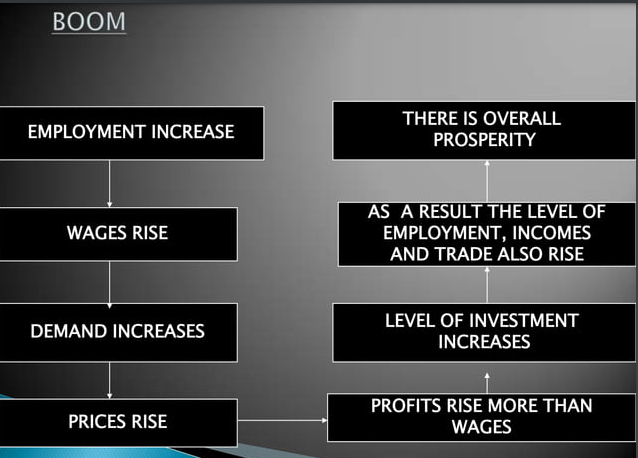 BOOM
EMPLOYMENT INCREASE
WAGES RISE
DEMAND INCREASES
PRICES RISE
PROFITS RISE MORE THAN
WAGES
LEVEL OF INVESTMENT
INCREASES
AS A RESULT THE LEVEL OF
EMPLOYMENT, INCOMES
AND TRADE ALSO RISE
THERE IS OVERALL
PROSPERITY